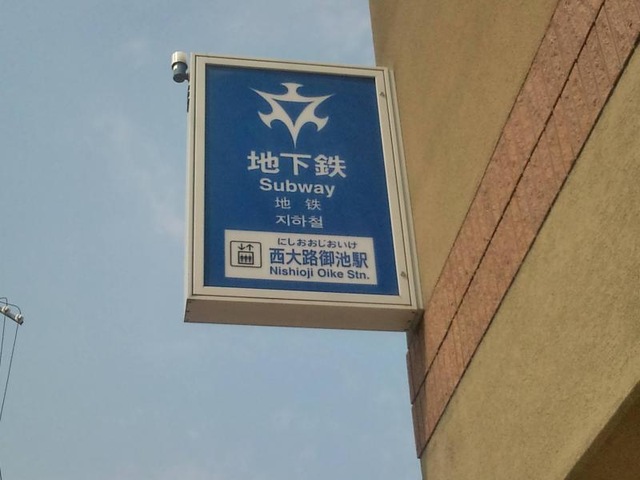 地下鉄
Subway
地 铁
지하철
にしおおじおいけ
西大路御池駅
Nishioji Oike Stn.